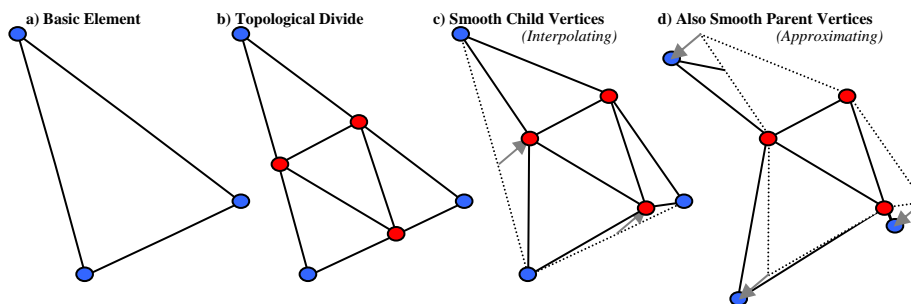 a) Basic Element
b) Topological Divide
c) Smooth Child Vertices
(Interpolating)
d) Also Smooth Parent Vertices
(Approximating)